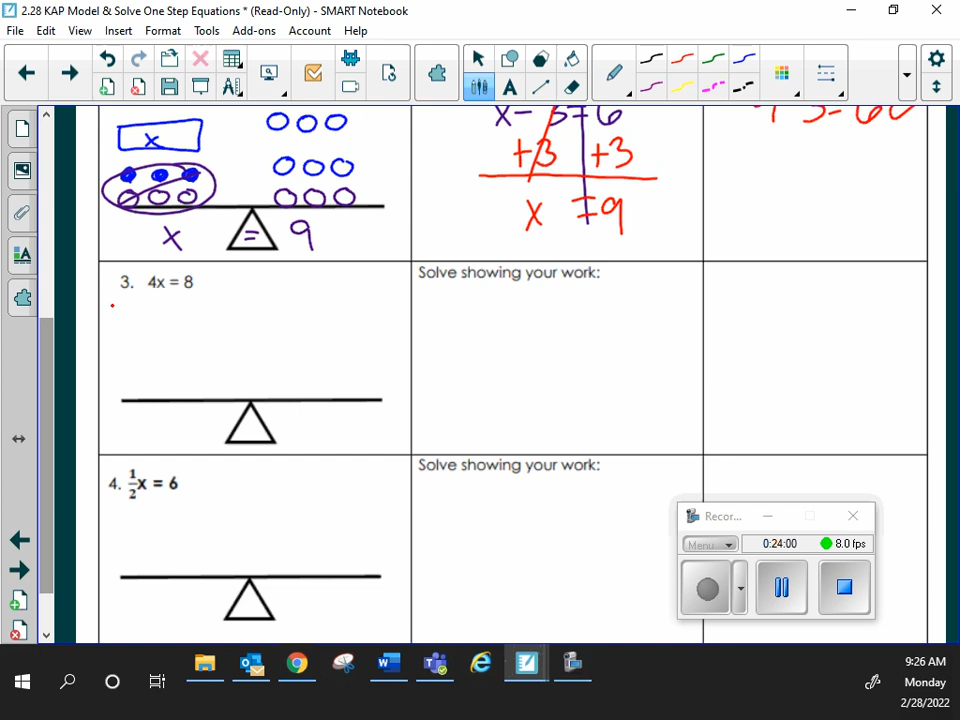 2.28 KAP Model & Solve One Step Equations * (Read-Only) - SMART Notebook
File Edit View Insert Format Tools Add-ons Account Help
x
x = 9
x - 3 = 6
+3 +3
x = 9
3. 4x = 8
Solve showing your work:
4. 1/2x = 6
Solve showing your work:
Recor...
Menu
0:24:00
8.0 fps
9:26 AM
Monday
2/28/2022